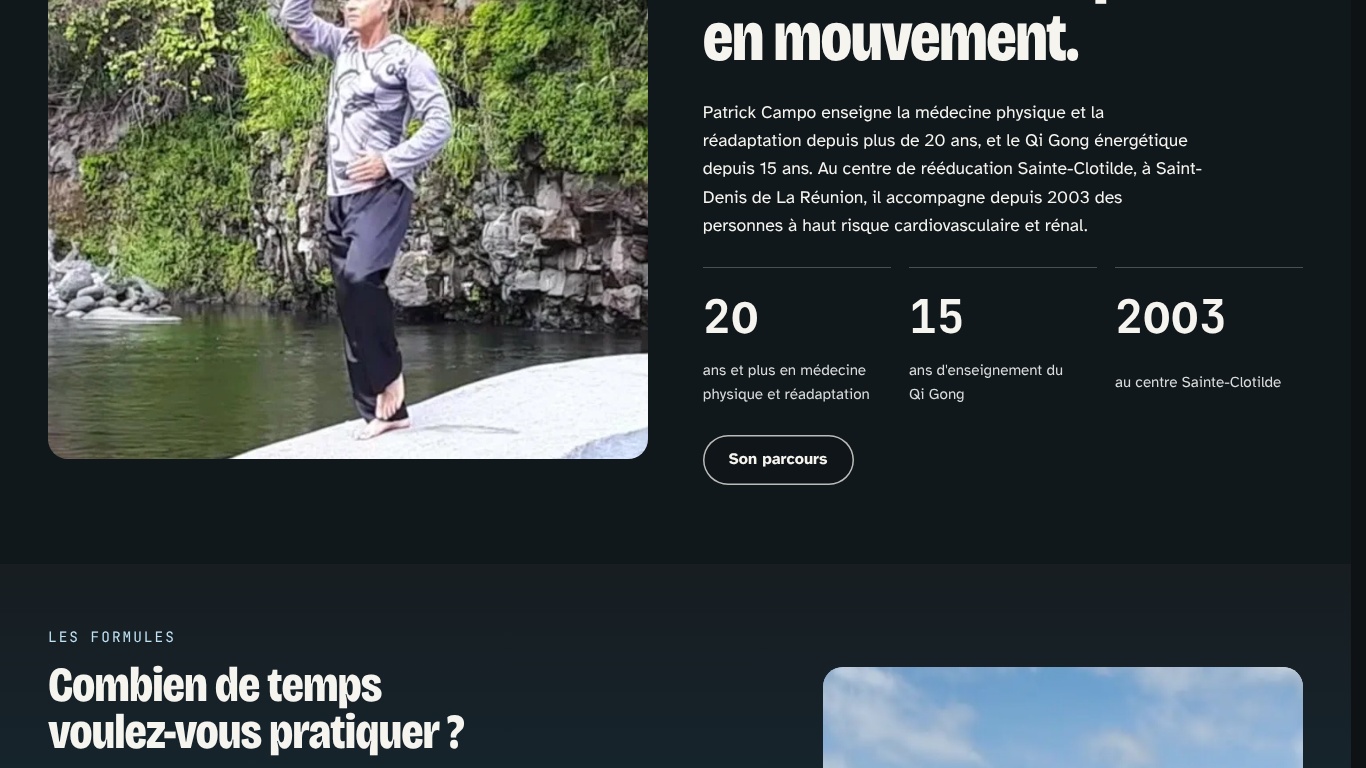 en mouvement.
Patrick Campo enseigne la médecine physique et la
réadaptation depuis plus de 20 ans, et le Qi Gong énergétique
depuis 15 ans. Au centre de rééducation Sainte-Clotilde, à Saint-
Denis de La Réunion, il accompagne depuis 2003 des
personnes à haut risque cardiovasculaire et rénal.
20
ans et plus en médecine
physique et réadaptation
15
ans d'enseignement du
Qi Gong
2003
au centre Sainte-Clotilde
Son parcours
LES FORMULES
Combien de temps
voulez-vous pratiquer ?